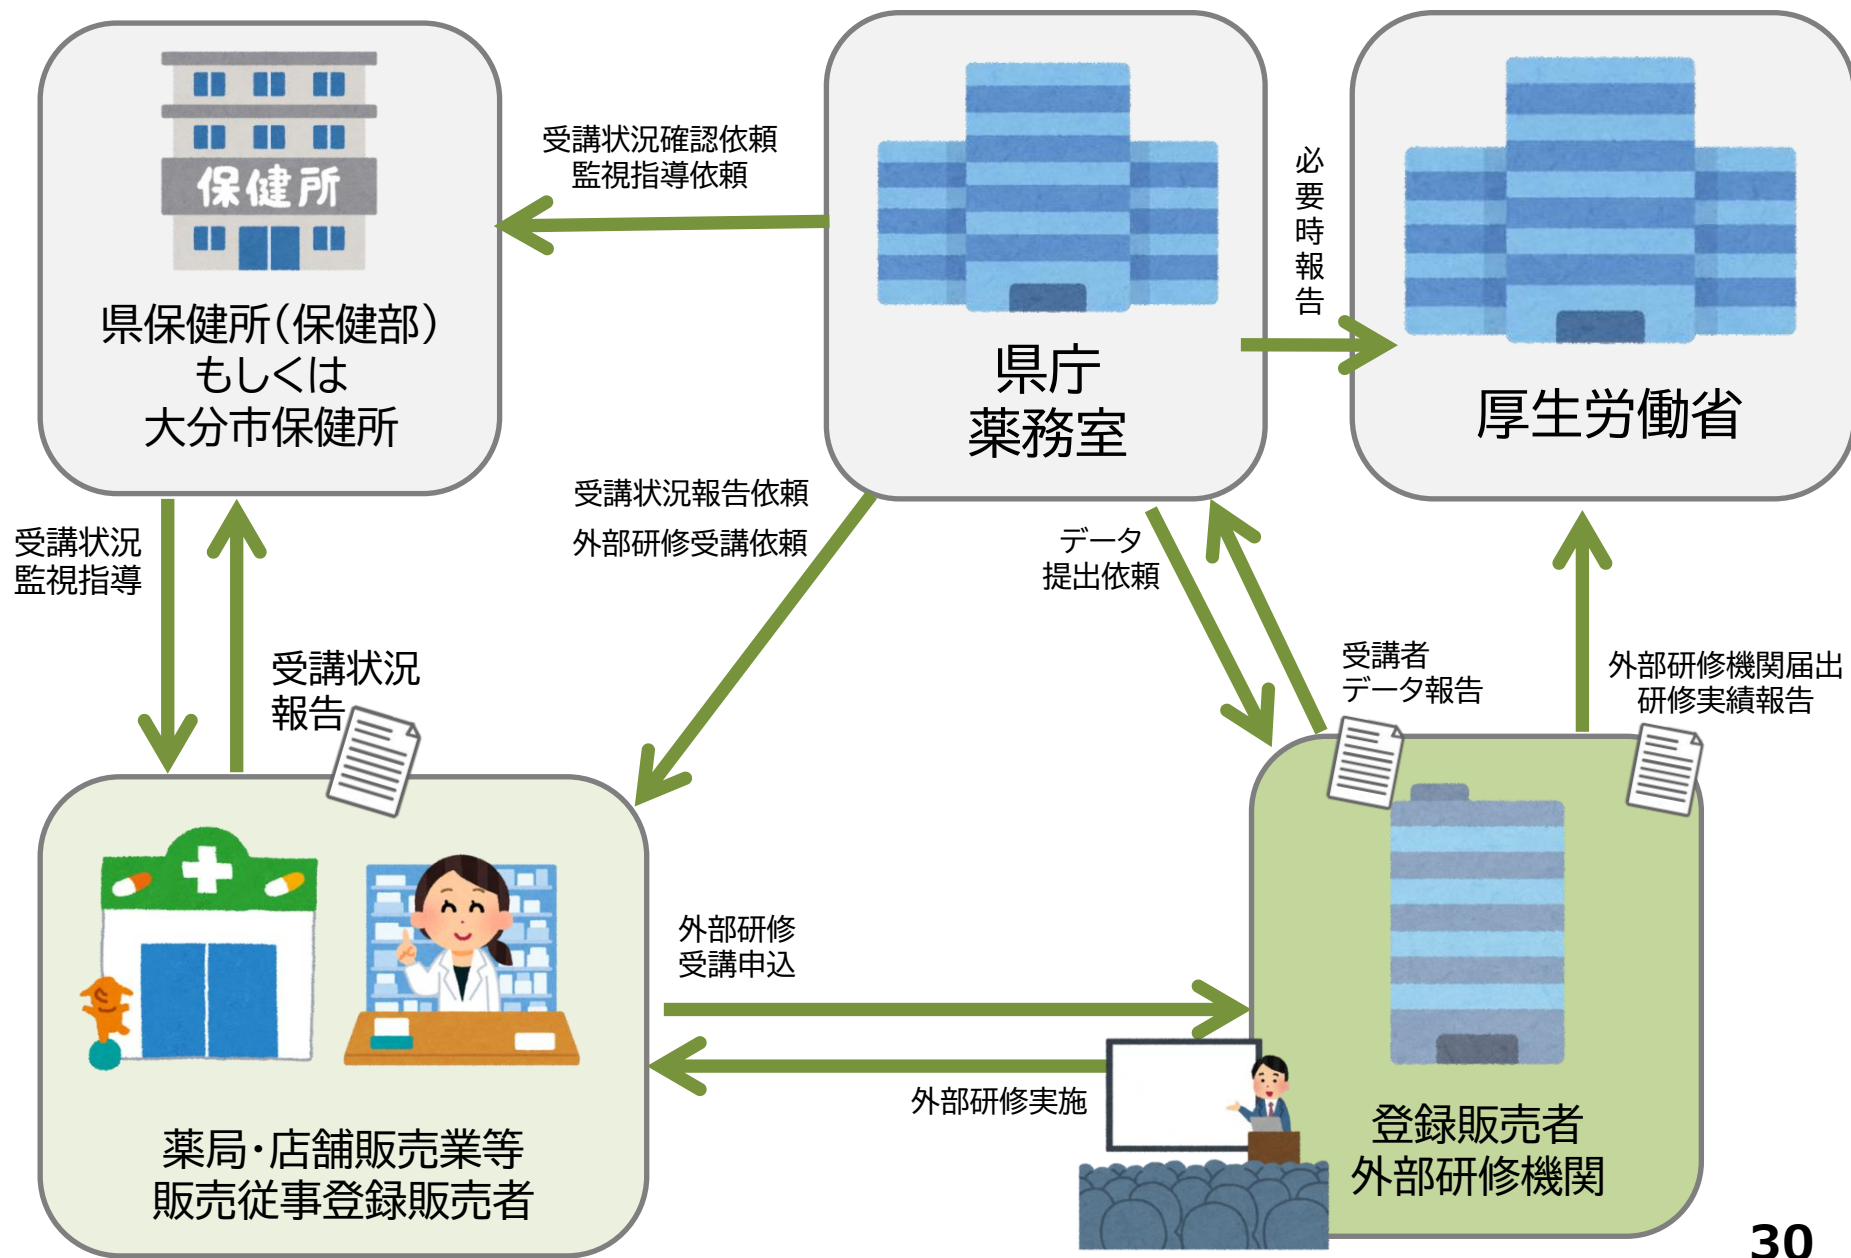 保健所
県保健所(保健部)
もしくは
大分市保健所
受講状況確認依頼
監視指導依頼
県庁
薬務室
必要時報告
厚生労働省
受講状況
監視指導
受講状況
報告
受講状況報告依頼
外部研修受講依頼
データ
提出依頼
受講者
データ報告
外部研修機関届出
研修実績報告
外部研修
受講申込
外部研修実施
薬局・店舗販売業等
販売従事登録販売者
登録販売者
外部研修機関
30